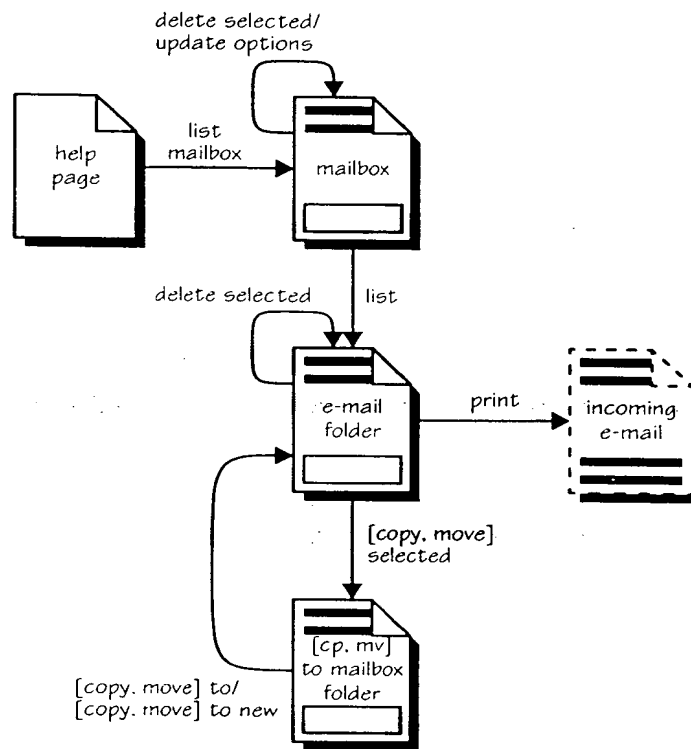 delete selected/
update options
help
page
list
mailbox
mailbox
delete selected
list
e-mail
folder
print
incoming
e-mail
[copy, move]
selected
[cp, mv]
to mailbox
folder
[copy, move] to/
[copy, move] to new